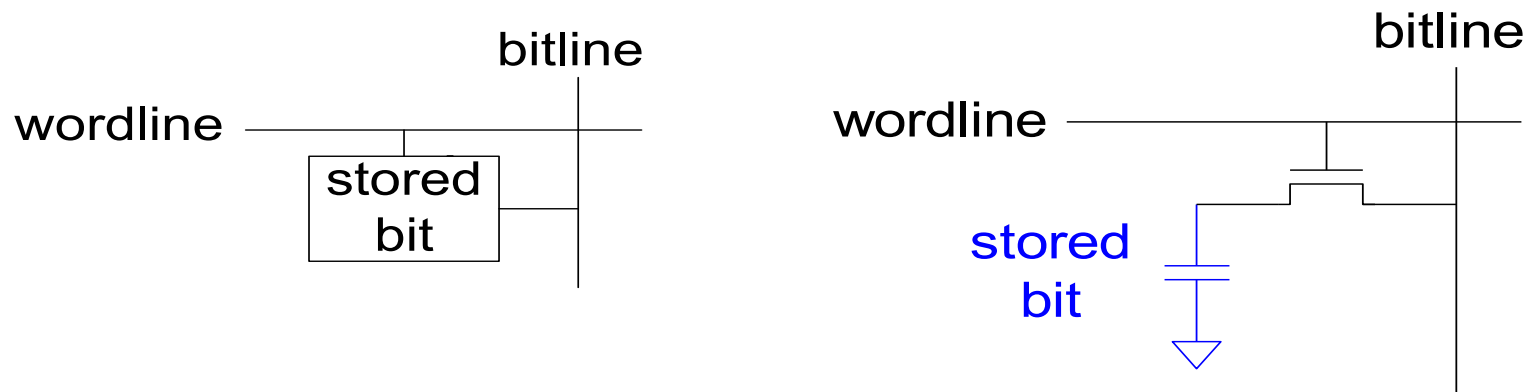 bitline
wordline
stored
bit
bitline
wordline
stored
bit